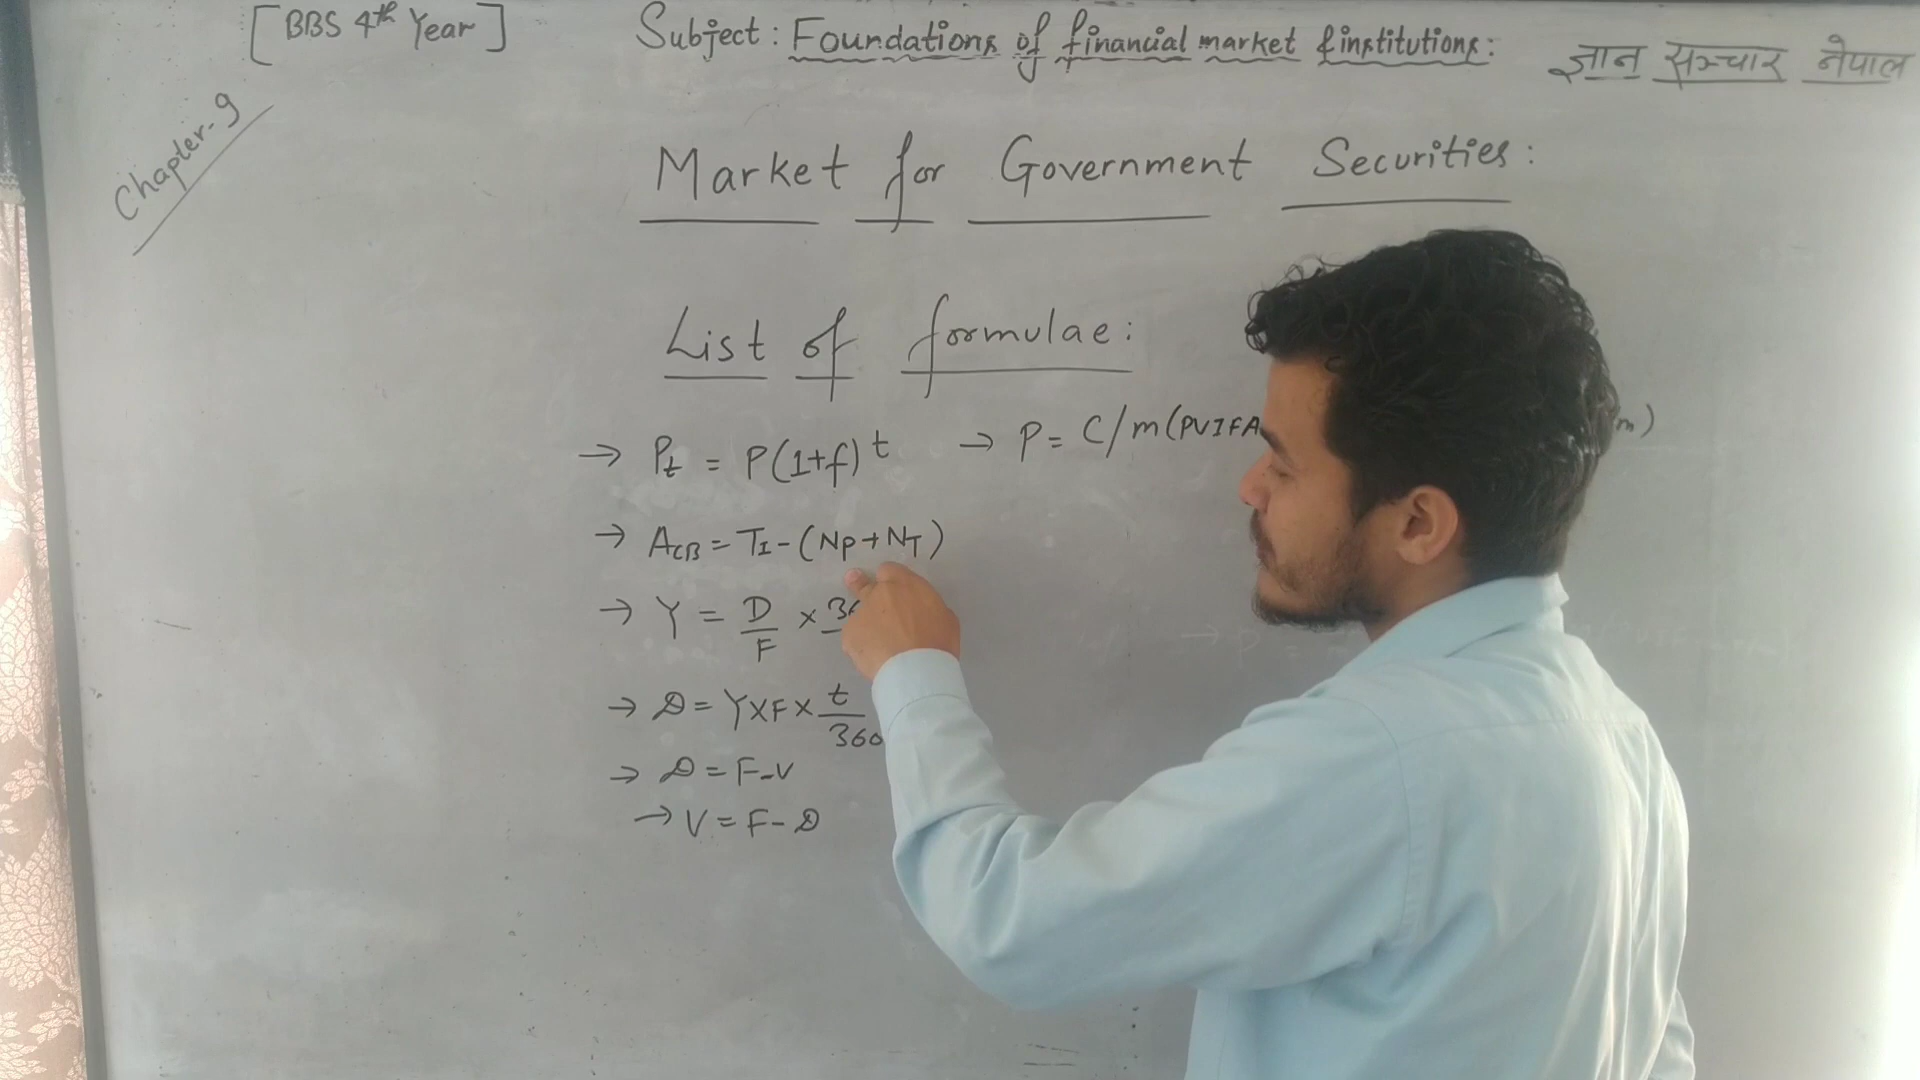 [BBS 4th Year]
Subject: Foundations of financial market & institutions:
ज्ञान सञ्चार नेपाल
Chapter-9
Market for Government Securities:
List of formulae:
→ Pt = P(1+f)^t
→ P = C/m(PVIFA m)
→ ACB = TI - (NP + NT)
→ Y = D/F × 36
→ D = Y×F× t/360
→ D = F-V
→ V = F-D